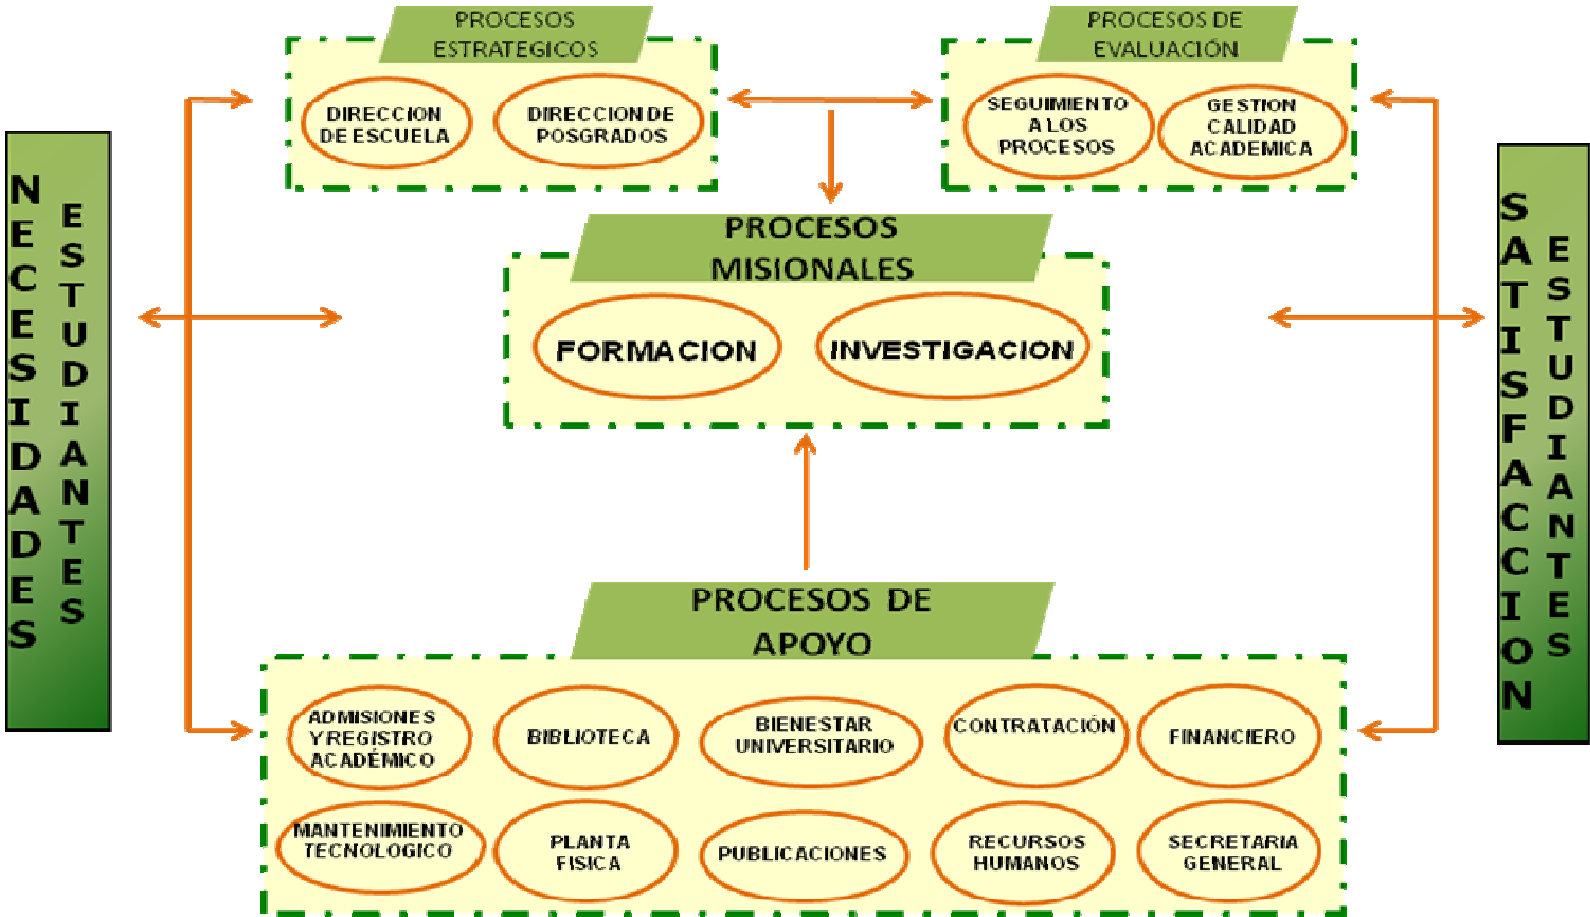 PROCESOS
ESTRATEGICOS
DIRECCION
DE ESCUELA
DIRECCION DE
POSGRADOS
PROCESOS DE
EVALUACIÓN
SEGUIMIENTO
A LOS
PROCESOS
GESTION
CALIDAD
ACADEMICA
NECESIDADES
ESTUDIANTES
PROCESOS
MISIONALES
FORMACION
INVESTIGACION
SATISFACCION
ESTUDIANTES
PROCESOS DE
APOYO
ADMISIONES
Y REGISTRO
ACADÉMICO
BIBLIOTECA
BIENESTAR
UNIVERSITARIO
CONTRATACIÓN
FINANCIERO
MANTENIMIENTO
TECNOLOGICO
PLANTA
FISICA
PUBLICACIONES
RECURSOS
HUMANOS
SECRETARIA
GENERAL